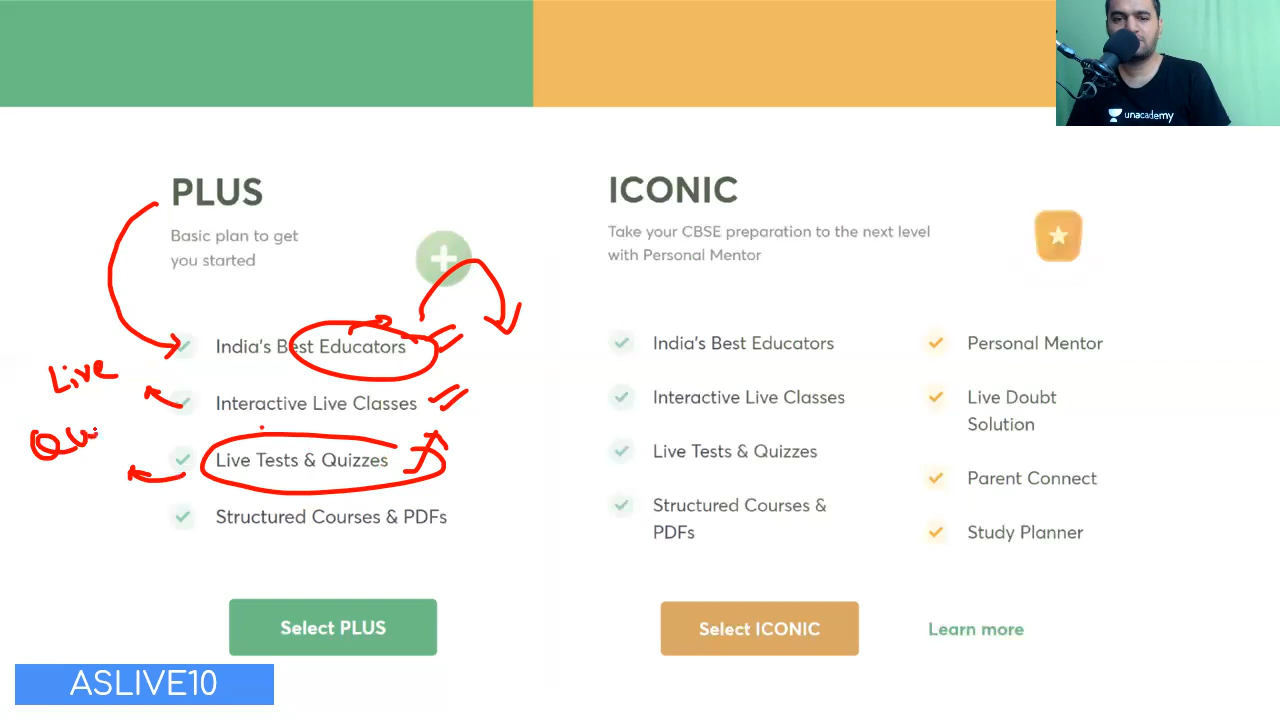 unacademy
PLUS
Basic plan to get
you started
India's Best Educators
Live
Interactive Live Classes
Qui
Live Tests & Quizzes
Structured Courses & PDFs
Select PLUS
ICONIC
Take your CBSE preparation to the next level
with Personal Mentor
India's Best Educators
Interactive Live Classes
Live Tests & Quizzes
Structured Courses &
PDFs
Personal Mentor
Live Doubt
Solution
Parent Connect
Study Planner
Select ICONIC
Learn more
ASLIVE10